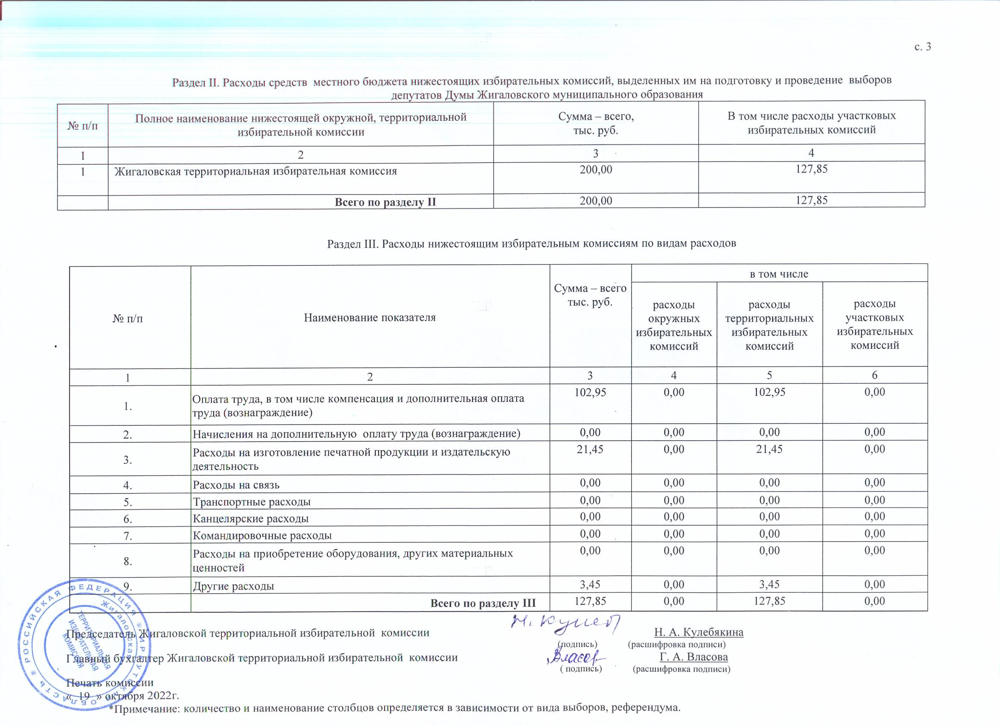 с. 3
Раздел II. Расходы средств местного бюджета нижестоящих избирательных комиссий, выделенных им на подготовку и проведение выборов
депутатов Думы Жигаловского муниципального образования
№ п/п Полное наименование нижестоящей окружной, территориальной избирательной комиссии Сумма – всего, тыс. руб. В том числе расходы участковых избирательных комиссий
1 2 3 4
1 Жигаловская территориальная избирательная комиссия 200,00 127,85
Всего по разделу II 200,00 127,85
Раздел III. Расходы нижестоящим избирательным комиссиям по видам расходов
№ п/п Наименование показателя Сумма – всего тыс. руб. в том числе
расходы окружных избирательных комиссий расходы территориальных избирательных комиссий расходы участковых избирательных комиссий
1 2 3 4 5 6
1. Оплата труда, в том числе компенсация и дополнительная оплата труда (вознаграждение) 102,95 0,00 102,95 0,00
2. Начисления на дополнительную оплату труда (вознаграждение) 0,00 0,00 0,00 0,00
3. Расходы на изготовление печатной продукции и издательскую деятельность 21,45 0,00 21,45 0,00
4. Расходы на связь 0,00 0,00 0,00 0,00
5. Транспортные расходы 0,00 0,00 0,00 0,00
6. Канцелярские расходы 0,00 0,00 0,00 0,00
7. Командировочные расходы 0,00 0,00 0,00 0,00
8. Расходы на приобретение оборудования, других материальных ценностей 0,00 0,00 0,00 0,00
9. Другие расходы 3,45 0,00 3,45 0,00
Всего по разделу III 127,85 0,00 127,85 0,00
Председатель Жигаловской территориальной избирательной комиссии Н. А. Кулебякина
(подпись) (расшифровка подписи)
Главный бухгалтер Жигаловской территориальной избирательной комиссии Г. А. Власова
( подпись) (расшифровка подписи)
Печать комиссии
« 19 » октября 2022г.
*Примечание: количество и наименование столбцов определяется в зависимости от вида выборов, референдума.
РОССИЙСКАЯ ФЕДЕРАЦИЯ * ИРКУТСКАЯ ОБЛАСТЬ *
Жигаловская
ТЕРРИТОРИАЛЬНАЯ
ИЗБИРАТЕЛЬНАЯ
КОМИССИЯ